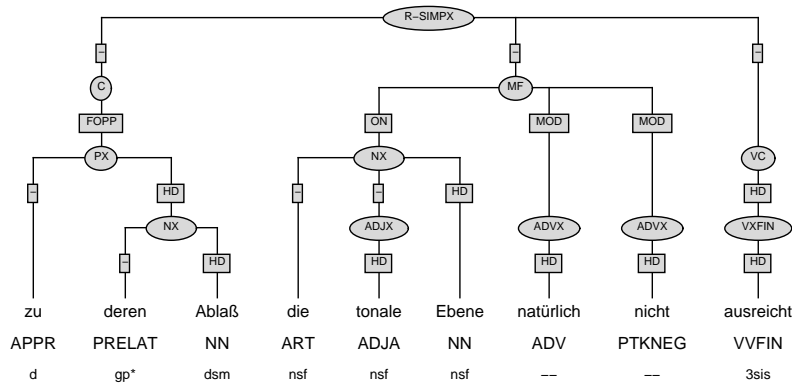 R–SIMPX
– – –
C MF
FOPP ON MOD MOD
PX NX VC
– HD – – HD HD
NX ADJX ADVX ADVX VXFIN
– HD HD HD HD HD
zu deren Ablaß die tonale Ebene natürlich nicht ausreicht
APPR PRELAT NN ART ADJA NN ADV PTKNEG VVFIN
d gp* dsm nsf nsf nsf –– –– 3sis